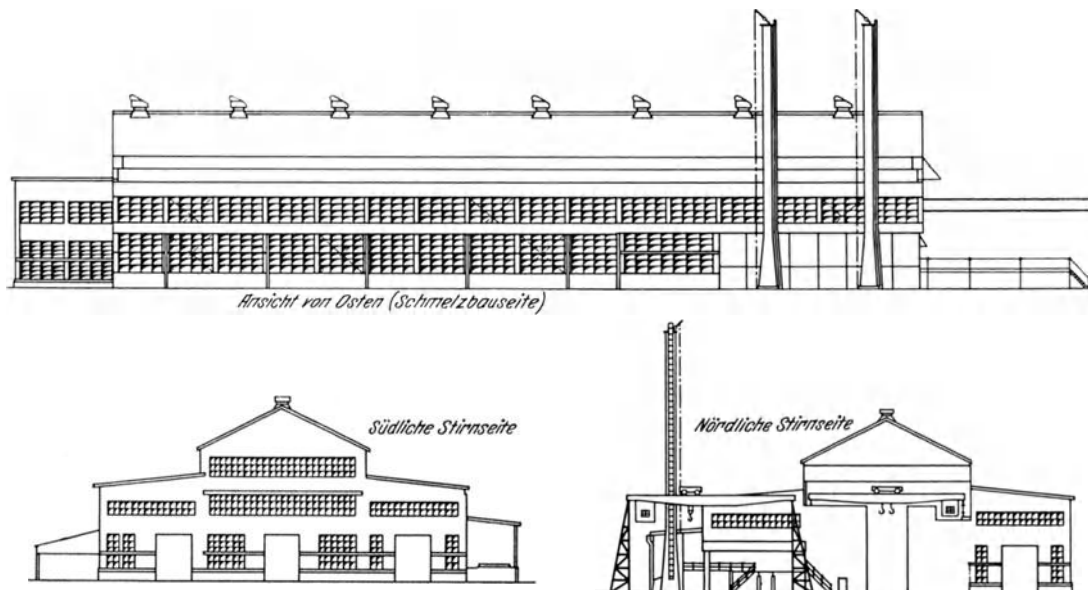 Ansicht von Osten (Schmelzbauseite)
Südliche Stirnseite
Nördliche Stirnseite